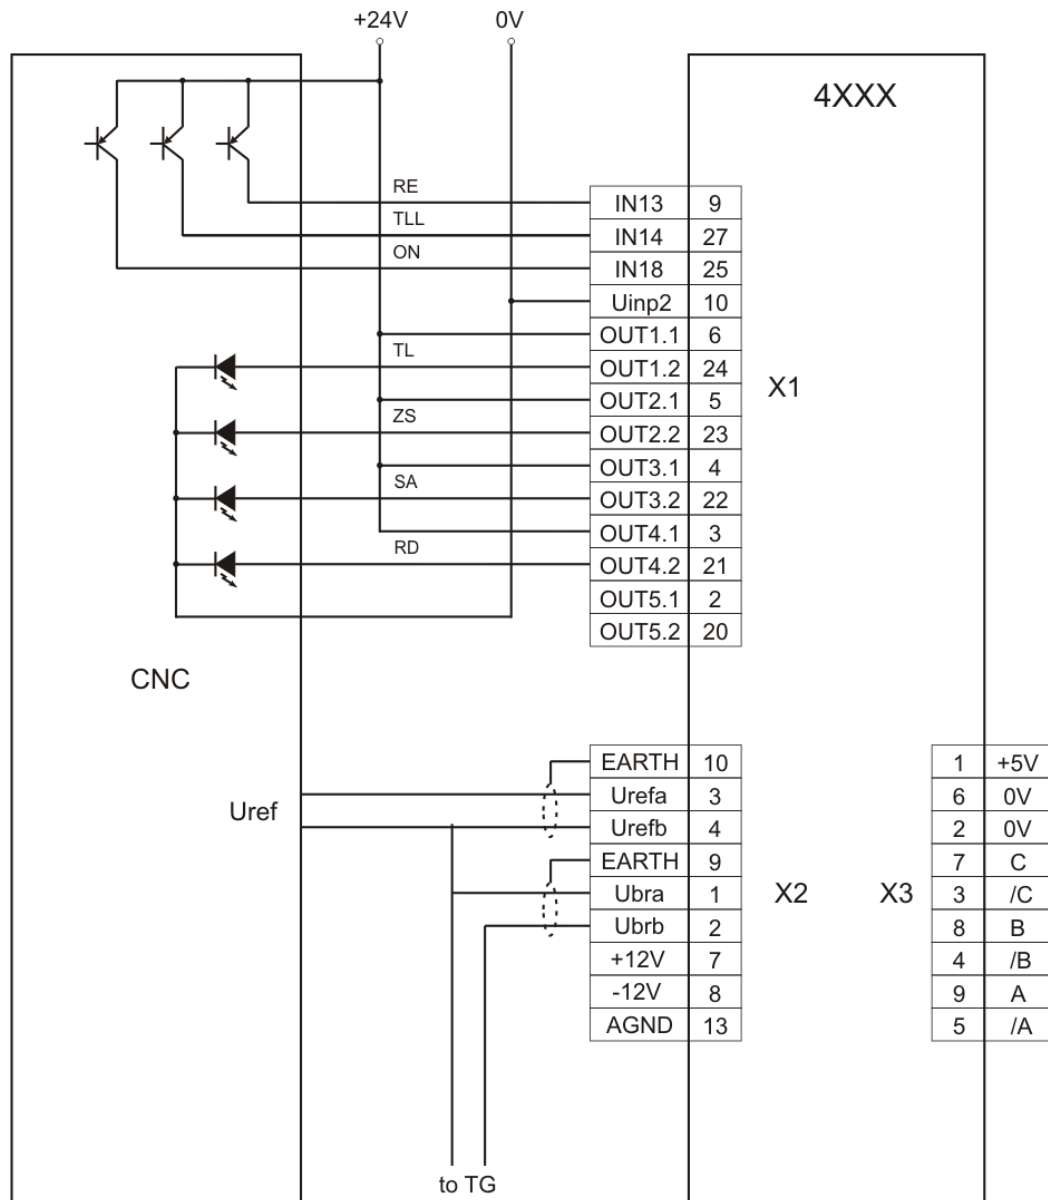 +24V 0V
4XXX
RE
IN13 9
TLL
IN14 27
ON
IN18 25
Uinp2 10
OUT1.1 6
TL
OUT1.2 24
X1
OUT2.1 5
ZS
OUT2.2 23
OUT3.1 4
SA
OUT3.2 22
OUT4.1 3
RD
OUT4.2 21
OUT5.1 2
OUT5.2 20
CNC
EARTH 10
Uref
Urefa 3
Urefb 4
EARTH 9
Ubra 1
Ubrb 2
+12V 7
-12V 8
AGND 13
X2
X3
1 +5V
6 0V
2 0V
7 C
3 /C
8 B
4 /B
9 A
5 /A
to TG